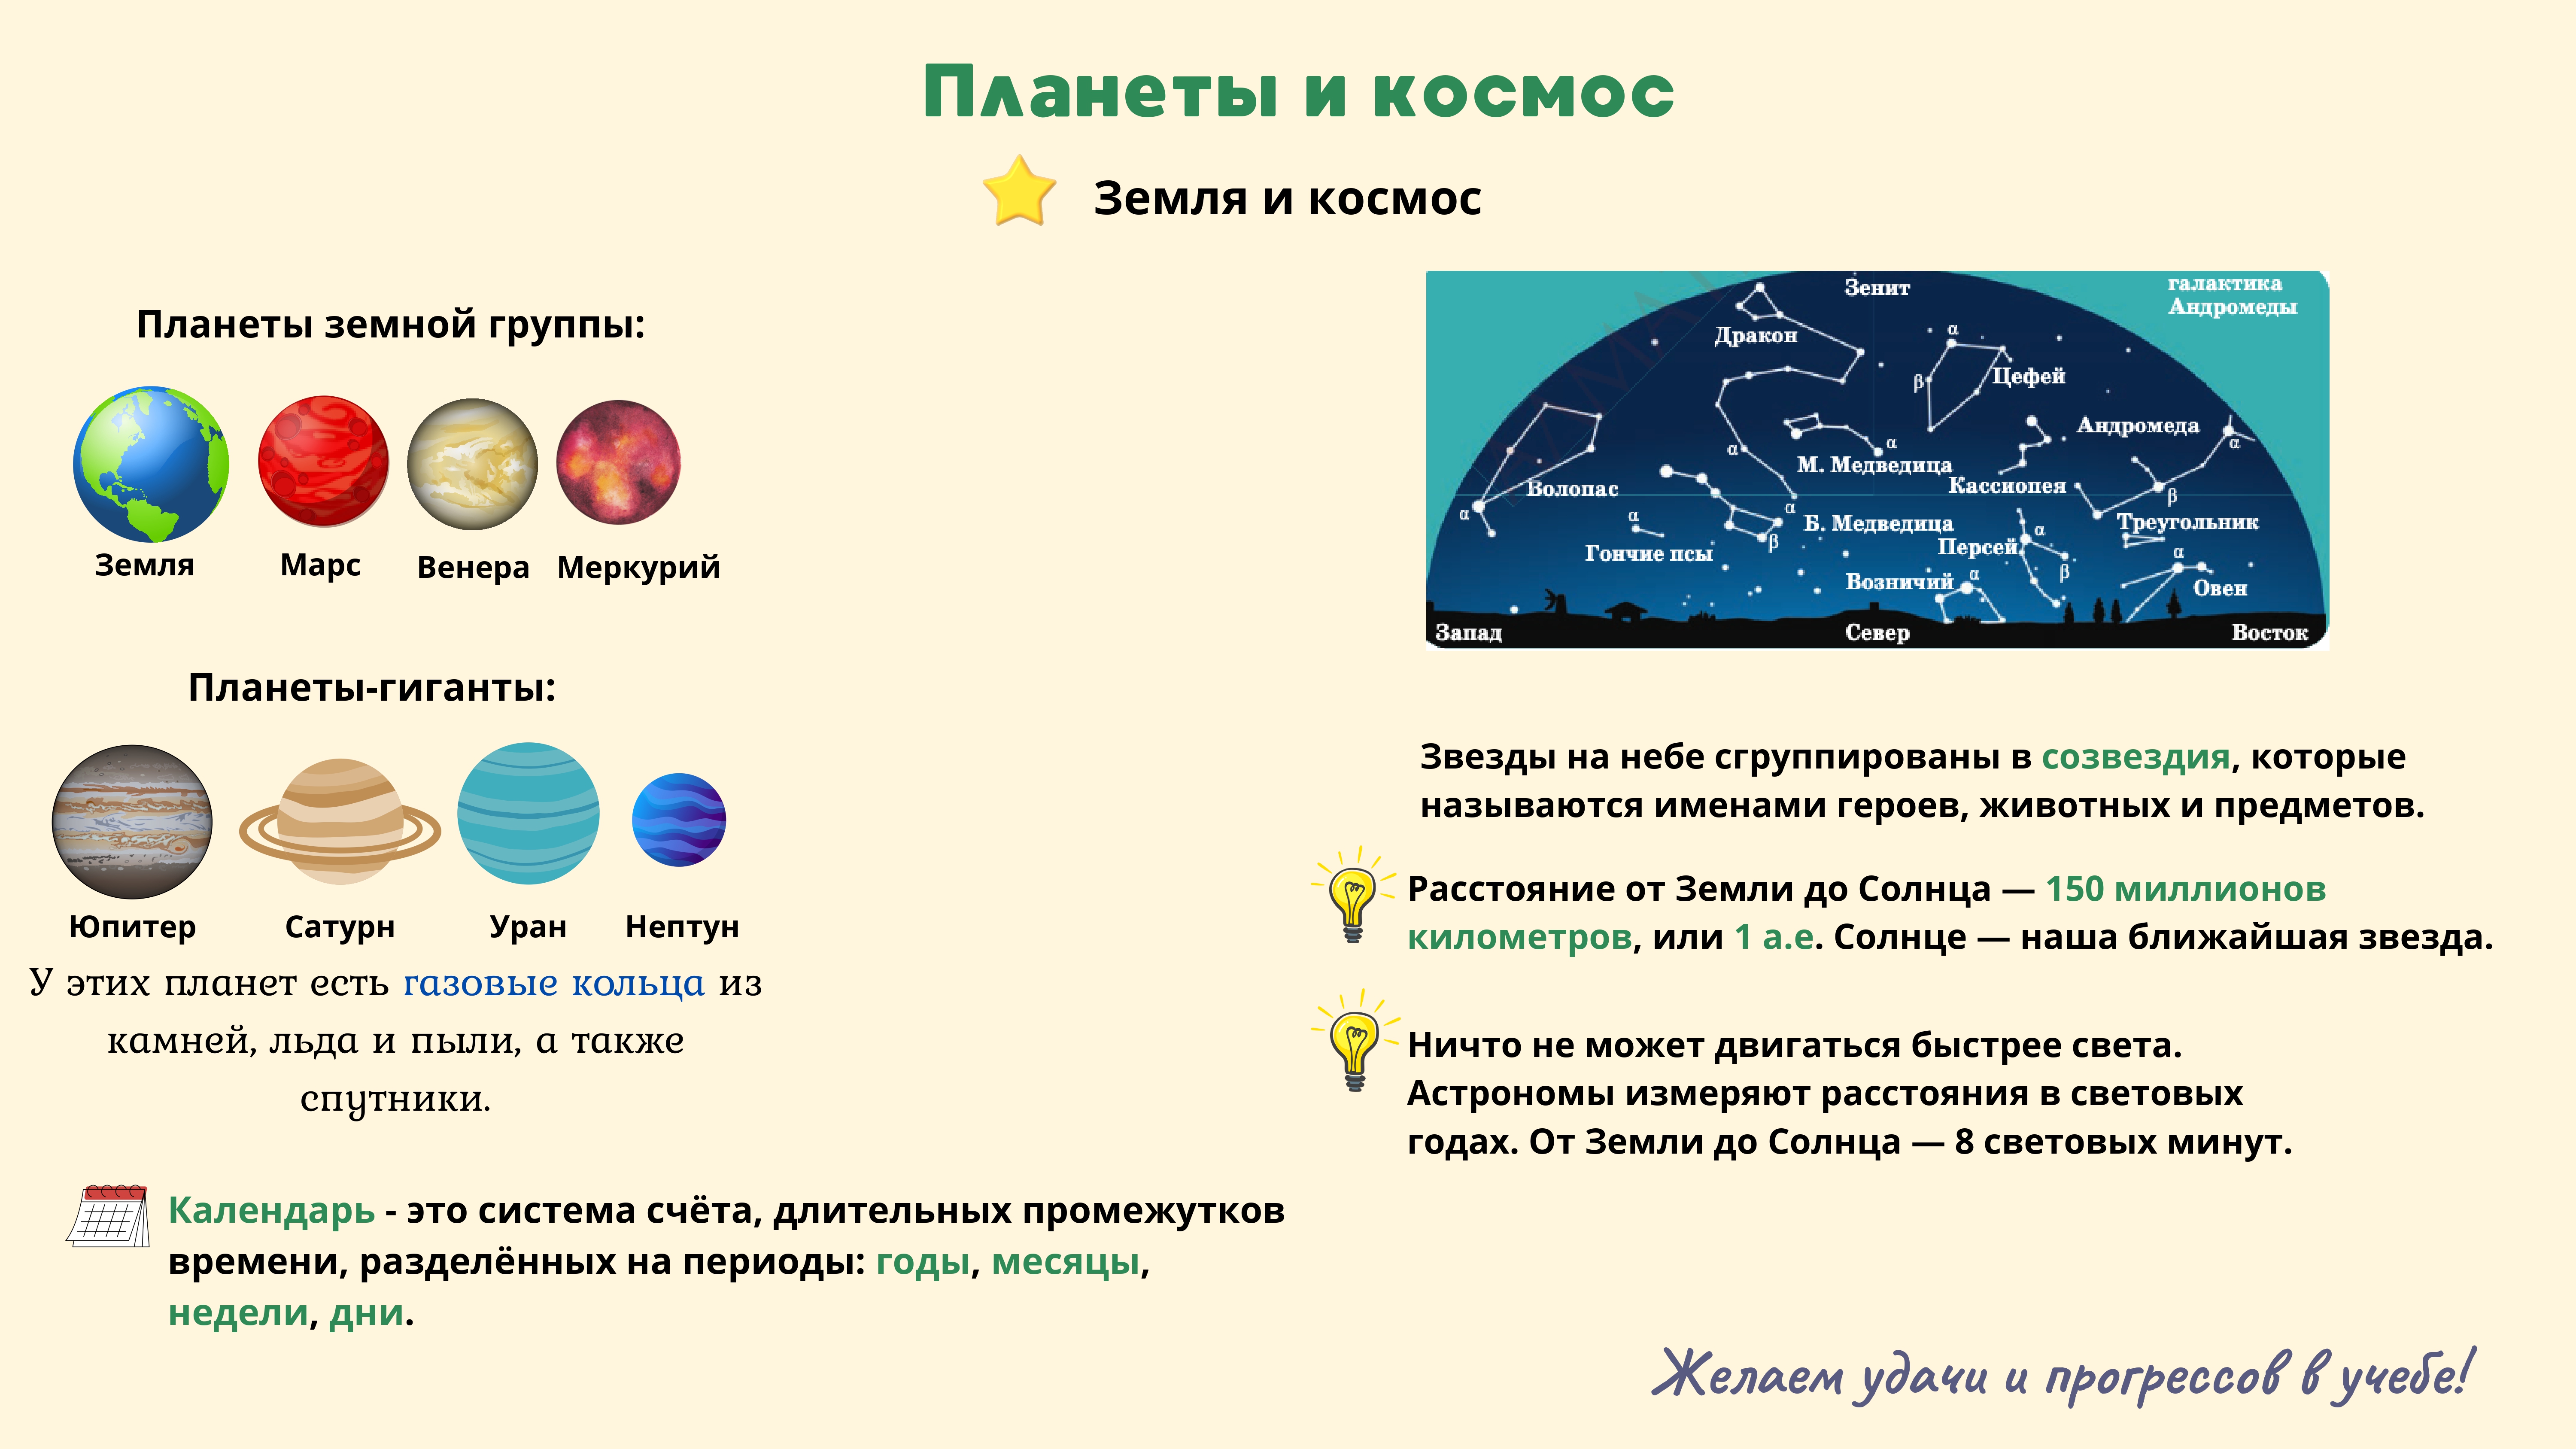 Планеты и космос
Земля и космос
Планеты земной группы:
Земля
Марс
Венера
Меркурий
Планеты-гиганты:
Юпитер
Сатурн
Уран
Нептун
У этих планет есть газовые кольца из
камней, льда и пыли, а также
спутники.
Календарь - это система счёта, длительных промежутков
времени, разделённых на периоды: годы, месяцы,
недели, дни.
Зенит
галактика
Андромеды
Дракон
α
β
Цефей
Андромеда
α
α
α
М. Медведица
Волопас
Кассиопея
β
α
α
α
Б. Медведица
Треугольник
β
Гончие псы
Персей
α
α
β
Возничий
α
Овен
Запад
Север
Восток
Звезды на небе сгруппированы в созвездия, которые
называются именами героев, животных и предметов.
Расстояние от Земли до Солнца — 150 миллионов
километров, или 1 а.е. Солнце — наша ближайшая звезда.
Ничто не может двигаться быстрее света.
Астрономы измеряют расстояния в световых
годах. От Земли до Солнца — 8 световых минут.
Желаем удачи и прогрессов в учебе!